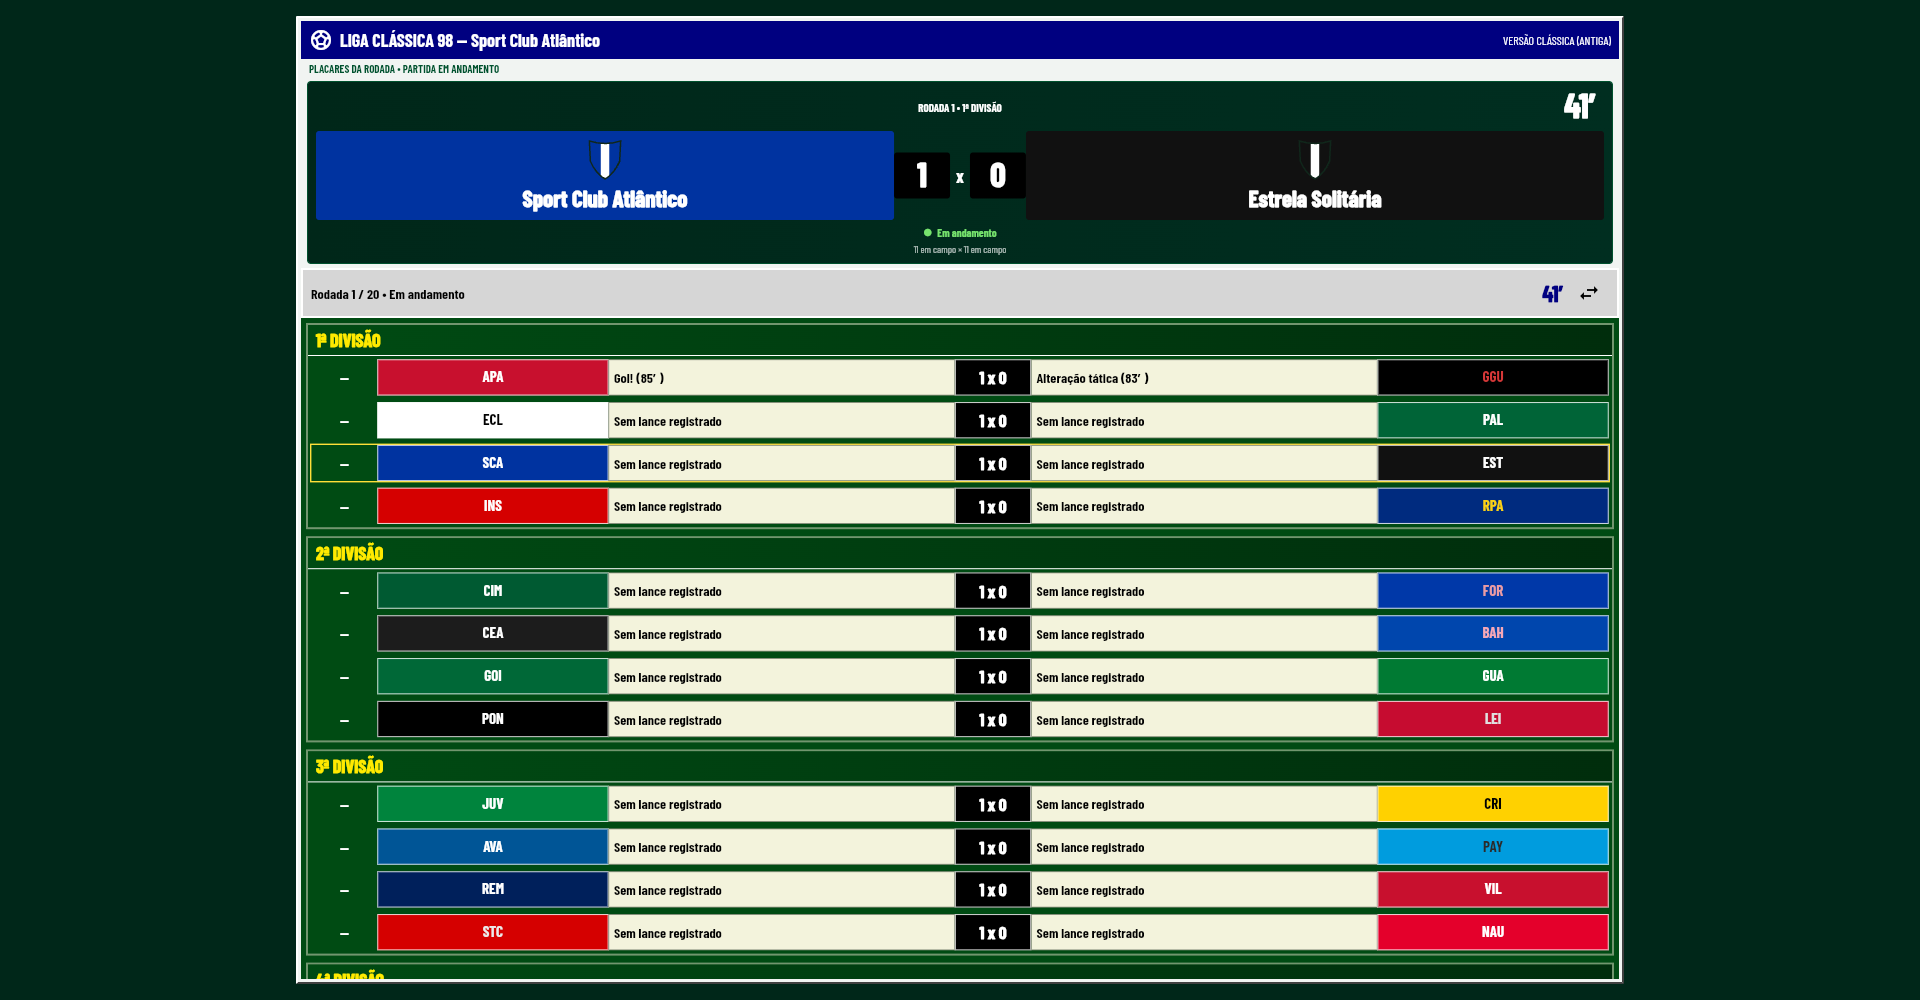 LIGA CLÁSSICA 98 — Sport Club Atlântico
VERSÃO CLÁSSICA (ANTIGA)
PLACARES DA RODADA • PARTIDA EM ANDAMENTO
RODADA 1 • 1ª DIVISÃO
41'
Sport Club Atlântico
1 x 0
Estrela Solitária
Em andamento
11 em campo × 11 em campo
Rodada 1 / 20 • Em andamento
41'
1ª DIVISÃO
– APA Gol! (85' ) 1 x 0 Alteração tática (83' ) GGU
– ECL Sem lance registrado 1 x 0 Sem lance registrado PAL
– SCA Sem lance registrado 1 x 0 Sem lance registrado EST
– INS Sem lance registrado 1 x 0 Sem lance registrado RPA
2ª DIVISÃO
– CIM Sem lance registrado 1 x 0 Sem lance registrado FOR
– CEA Sem lance registrado 1 x 0 Sem lance registrado BAH
– GOI Sem lance registrado 1 x 0 Sem lance registrado GUA
– PON Sem lance registrado 1 x 0 Sem lance registrado LEI
3ª DIVISÃO
– JUV Sem lance registrado 1 x 0 Sem lance registrado CRI
– AVA Sem lance registrado 1 x 0 Sem lance registrado PAY
– REM Sem lance registrado 1 x 0 Sem lance registrado VIL
– STC Sem lance registrado 1 x 0 Sem lance registrado NAU
4ª DIVISÃO